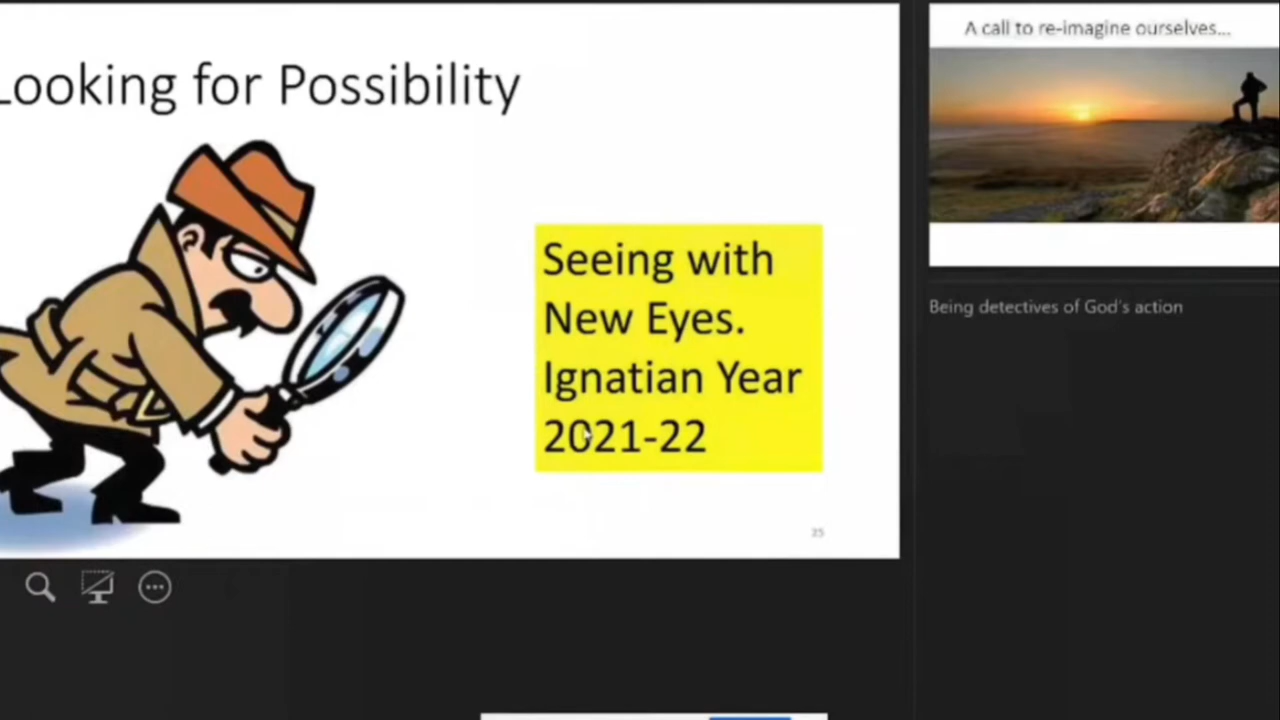 Looking for Possibility
Seeing with
New Eyes.
Ignatian Year
2021-22
25
A call to re-imagine ourselves...
Being detectives of God's action